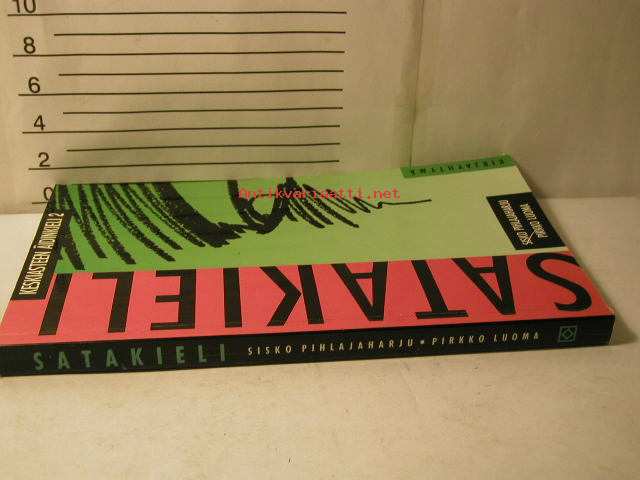 10
8
6
4
2
0
Antikvariaatti.net
KIRJAYHTYMÄ
SISKO PIHLAJAHARJU
PIRKKO LUOMA
KESKIASTEEN ÄIDINKIELI 2
SATAKIELI
SATAKIELI SISKO PIHLAJAHARJU • PIRKKO LUOMA